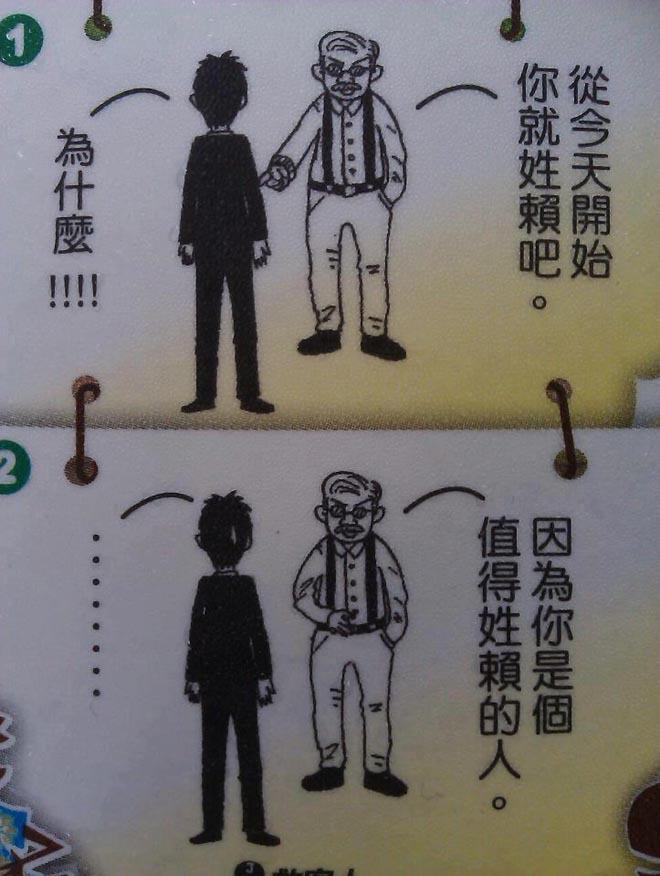 1
從今天開始
你就姓賴吧。
為什麼!!!!
2
因為你是個
值得姓賴的人。
............